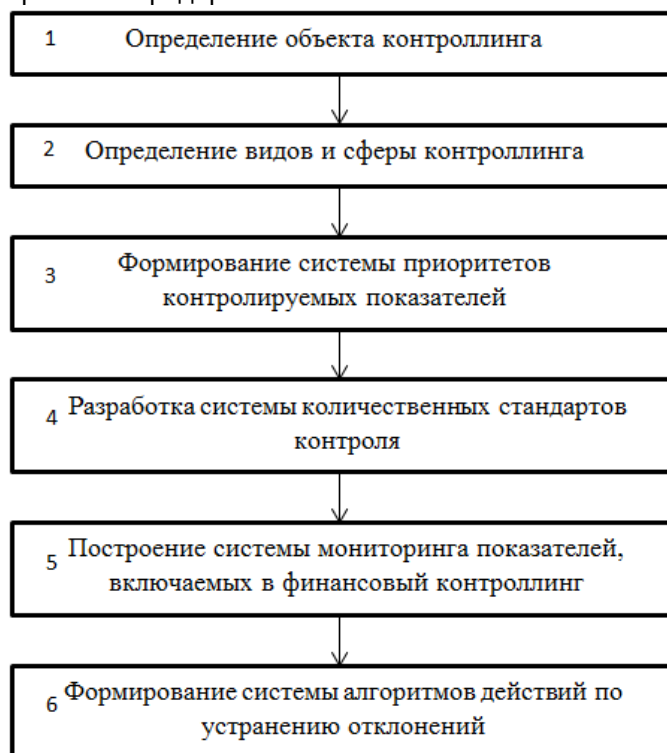 1 Определение объекта контроллинга
2 Определение видов и сферы контроллинга
3 Формирование системы приоритетов
контролируемых показателей
4 Разработка системы количественных стандартов
контроля
5 Построение системы мониторинга показателей,
включаемых в финансовый контроллинг
6 Формирование системы алгоритмов действий по
устранению отклонений